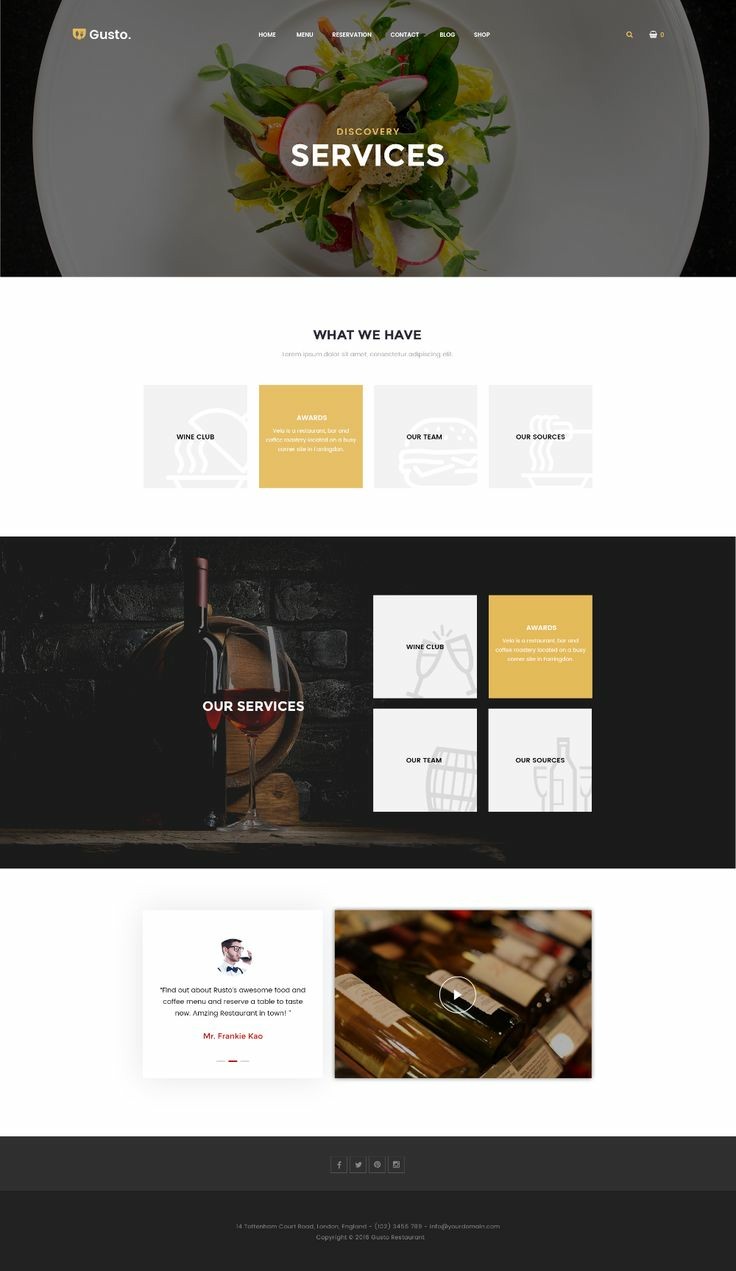 Gusto.
HOME MENU RESERVATION CONTACT BLOG SHOP
0
DISCOVERY
SERVICES
WHAT WE HAVE
Lorem ipsum dolor sit amet, consectetur adipiscing elit.
WINE CLUB
AWARDS
Vela is a restaurant, bar and
coffee roastery located on a busy
corner site in Farringdon.
OUR TEAM
OUR SOURCES
OUR SERVICES
WINE CLUB
AWARDS
Vela is a restaurant, bar and
coffee roastery located on a busy
corner site in Farringdon.
OUR TEAM
OUR SOURCES
"Find out about Rusto's awesome food and
coffee menu and reserve a table to taste
now. Amzing Restaurant in town! "
Mr. Frankie Kao
14 Tottenham Court Road, London, England - (102) 3456 789 - info@yourdomain.com
Copyright © 2016 Gusto Restaurant